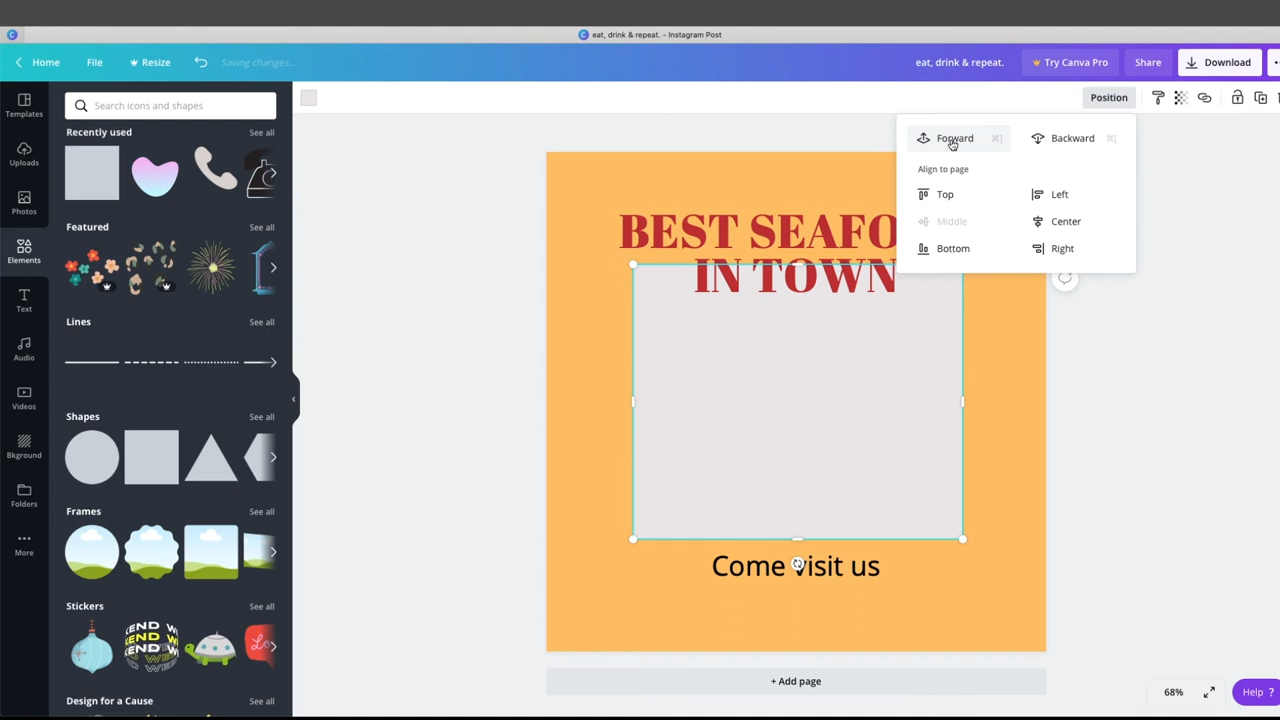 eat, drink & repeat. - Instagram Post
Home File Resize Saving changes... eat, drink & repeat. Try Canva Pro Share Download
Templates
Uploads
Photos
Elements
Text
Audio
Videos
Bkground
Folders
More
Search icons and shapes
Recently used See all
Featured See all
Lines See all
Shapes See all
Frames See all
Stickers See all
Design for a Cause See all
Position
Forward ⌘] Backward ⌘[
Align to page
Top Left
Middle Center
Bottom Right
BEST SEAFO
IN TOWN
Come visit us
+ Add page
68% Help ?